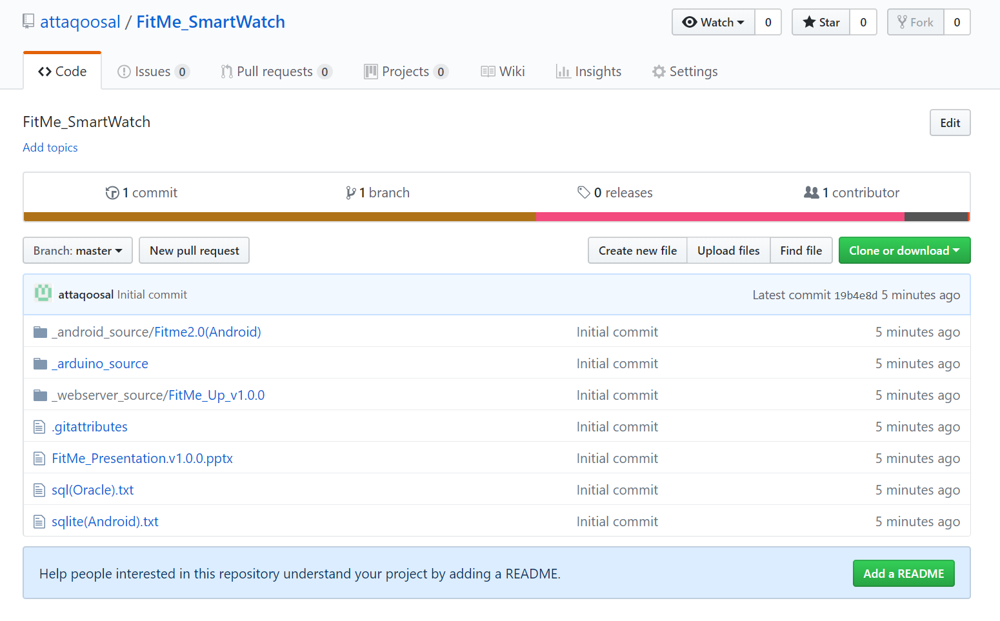 attaqoosal / FitMe_SmartWatch Watch 0 Star 0 Fork 0
Code Issues 0 Pull requests 0 Projects 0 Wiki Insights Settings
FitMe_SmartWatch Edit
Add topics
1 commit 1 branch 0 releases 1 contributor
Branch: master New pull request Create new file Upload files Find file Clone or download
attaqoosal Initial commit Latest commit 19b4e8d 5 minutes ago
_android_source/Fitme2.0(Android) Initial commit 5 minutes ago
_arduino_source Initial commit 5 minutes ago
_webserver_source/FitMe_Up_v1.0.0 Initial commit 5 minutes ago
.gitattributes Initial commit 5 minutes ago
FitMe_Presentation.v1.0.0.pptx Initial commit 5 minutes ago
sql(Oracle).txt Initial commit 5 minutes ago
sqlite(Android).txt Initial commit 5 minutes ago
Help people interested in this repository understand your project by adding a README. Add a README